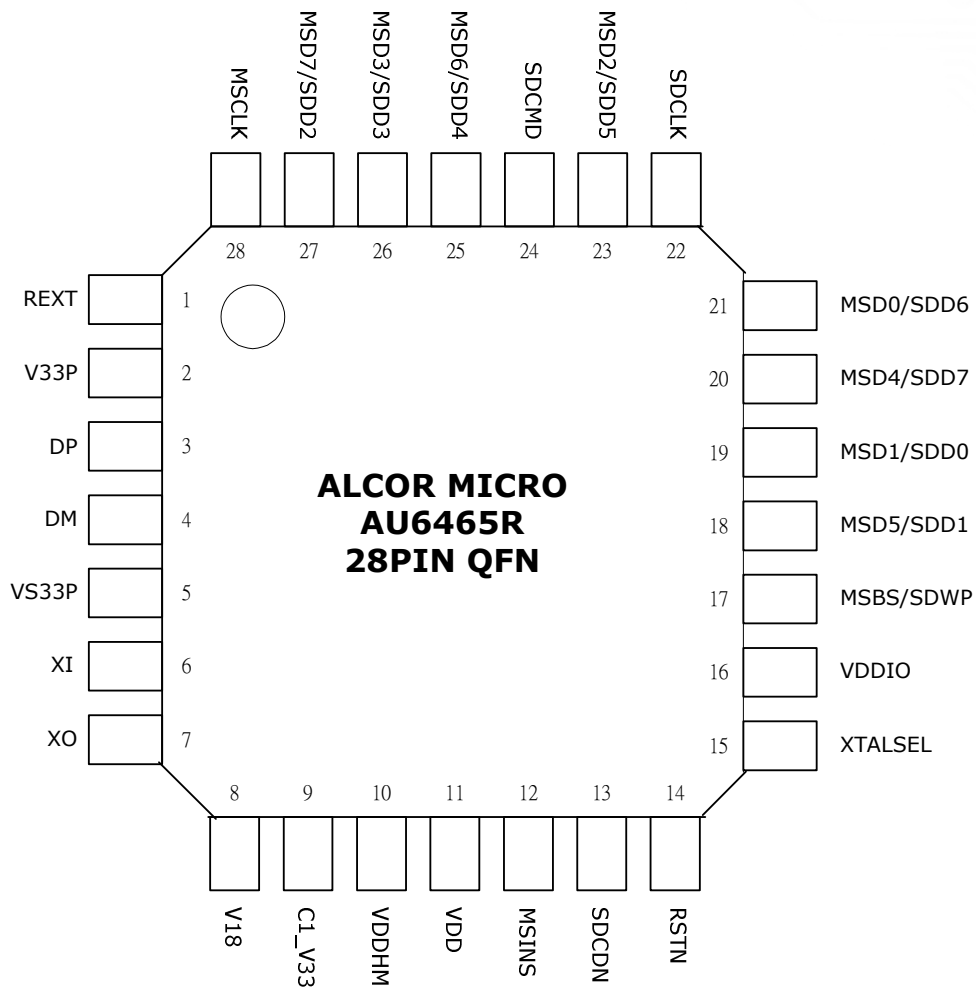 MSCLK
MSD7/SDD2
MSD3/SDD3
MSD6/SDD4
SDCMD
MSD2/SDD5
SDCLK
28 27 26 25 24 23 22
REXT 1
V33P 2
DP 3
DM 4
VS33P 5
XI 6
XO 7
ALCOR MICRO
AU6465R
28PIN QFN
21 MSD0/SDD6
20 MSD4/SDD7
19 MSD1/SDD0
18 MSD5/SDD1
17 MSBS/SDWP
16 VDDIO
15 XTALSEL
8 9 10 11 12 13 14
V18
C1_V33
VDDHM
VDD
MSINS
SDCDN
RSTN